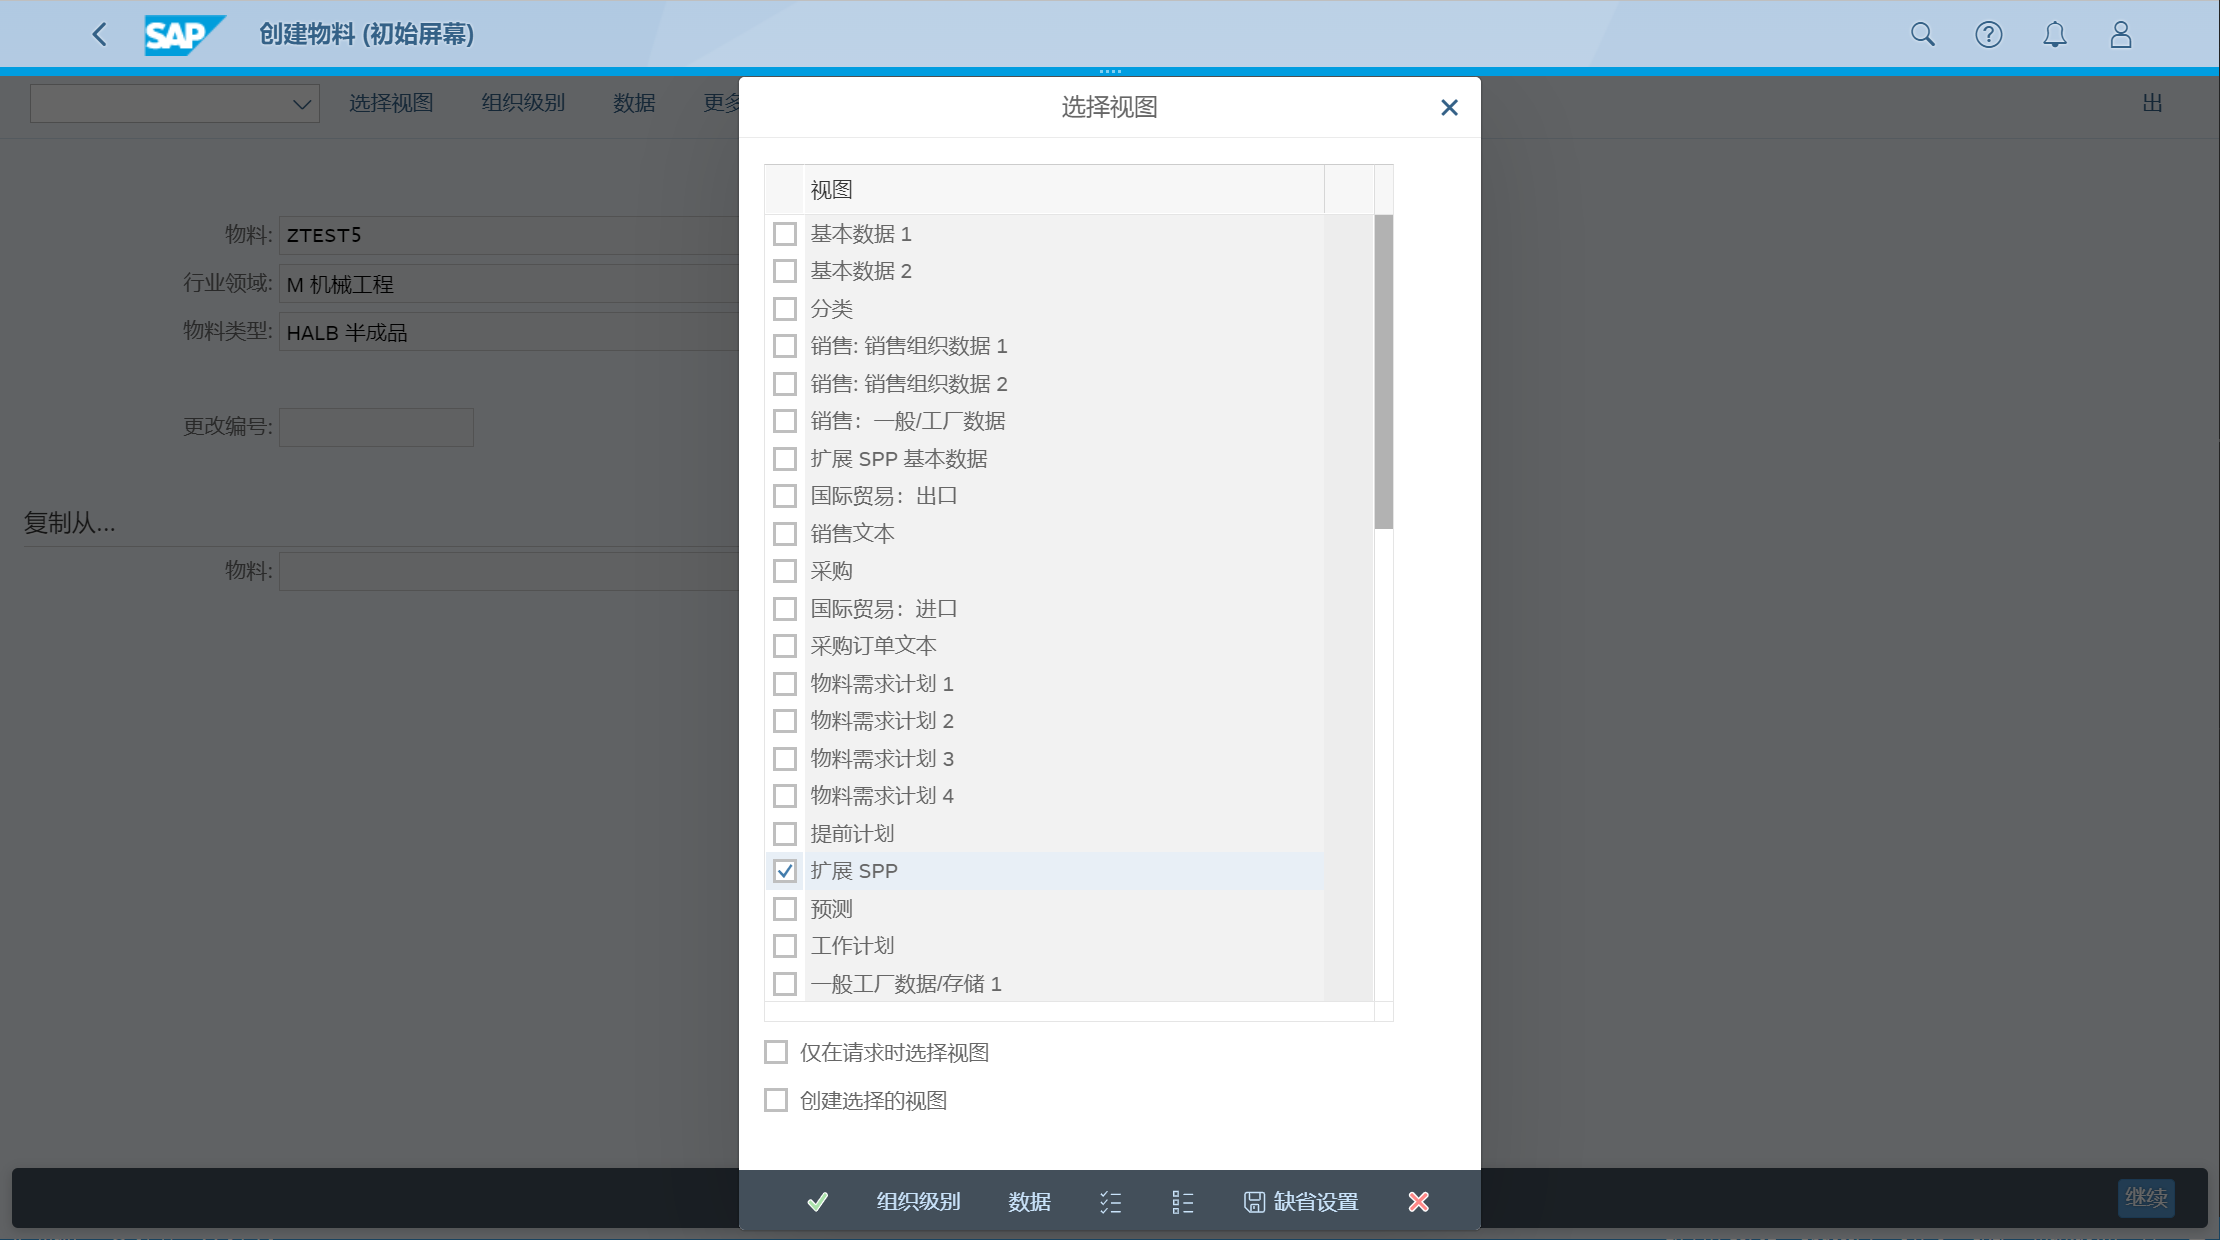 SAP 创建物料 (初始屏幕)
选择视图 组织级别 数据 更多 出
物料: ZTEST5
行业领域: M 机械工程
物料类型: HALB 半成品
更改编号:
复制从...
物料:
选择视图
视图
基本数据 1
基本数据 2
分类
销售: 销售组织数据 1
销售: 销售组织数据 2
销售：一般/工厂数据
扩展 SPP 基本数据
国际贸易：出口
销售文本
采购
国际贸易：进口
采购订单文本
物料需求计划 1
物料需求计划 2
物料需求计划 3
物料需求计划 4
提前计划
扩展 SPP
预测
工作计划
一般工厂数据/存储 1
仅在请求时选择视图
创建选择的视图
组织级别 数据 缺省设置
继续